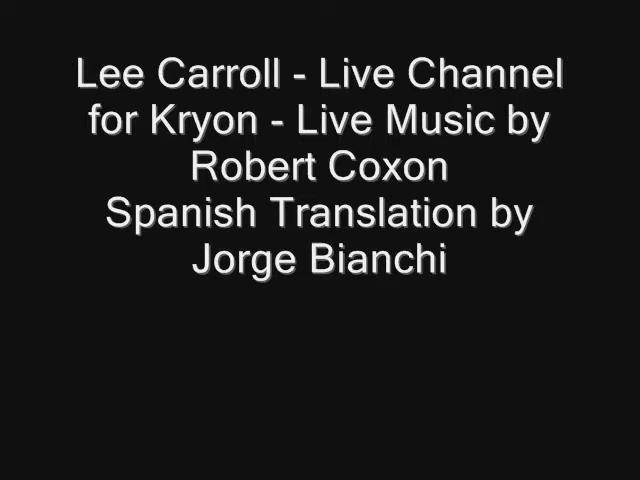 Lee Carroll - Live Channel
for Kryon - Live Music by
Robert Coxon
Spanish Translation by
Jorge Bianchi